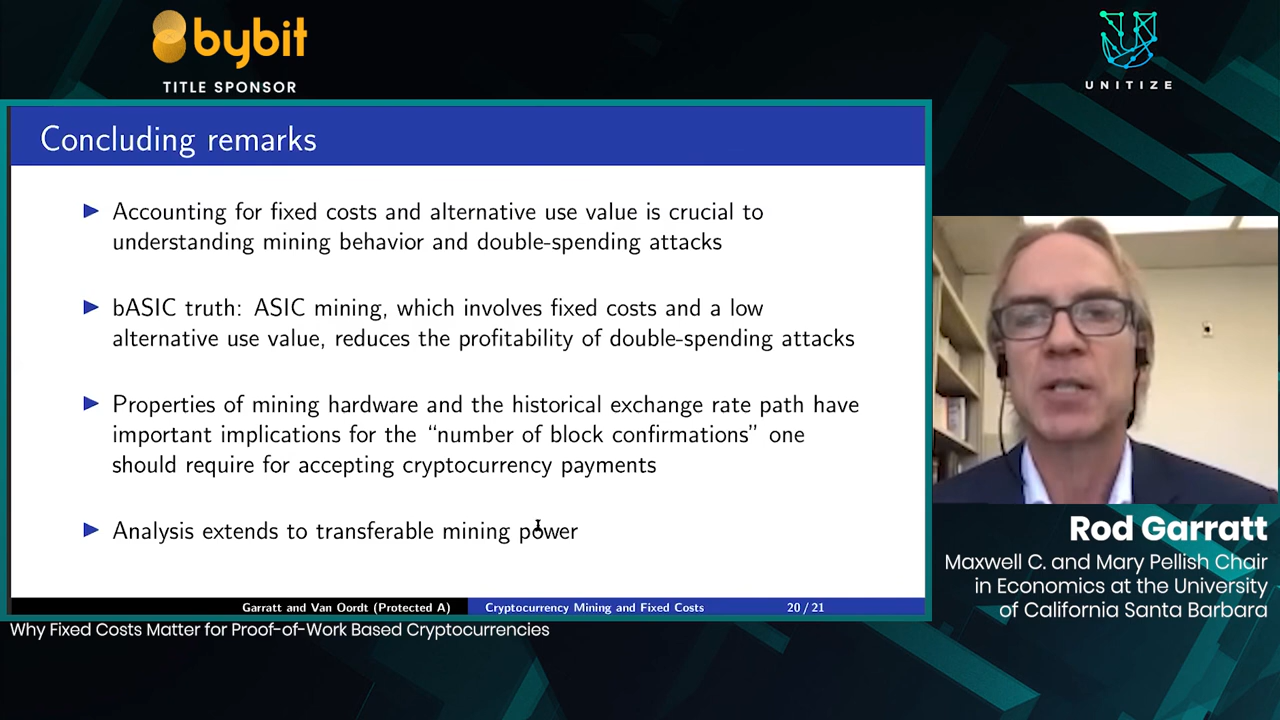 bybit
TITLE SPONSOR
UNITIZE
Concluding remarks
Accounting for fixed costs and alternative use value is crucial to
understanding mining behavior and double-spending attacks
bASIC truth: ASIC mining, which involves fixed costs and a low
alternative use value, reduces the profitability of double-spending attacks
Properties of mining hardware and the historical exchange rate path have
important implications for the “number of block confirmations” one
should require for accepting cryptocurrency payments
Analysis extends to transferable mining power
Garratt and Van Oordt (Protected A)
Cryptocurrency Mining and Fixed Costs
20 / 21
Why Fixed Costs Matter for Proof-of-Work Based Cryptocurrencies
Rod Garratt
Maxwell C. and Mary Pellish Chair
in Economics at the University
of California Santa Barbara